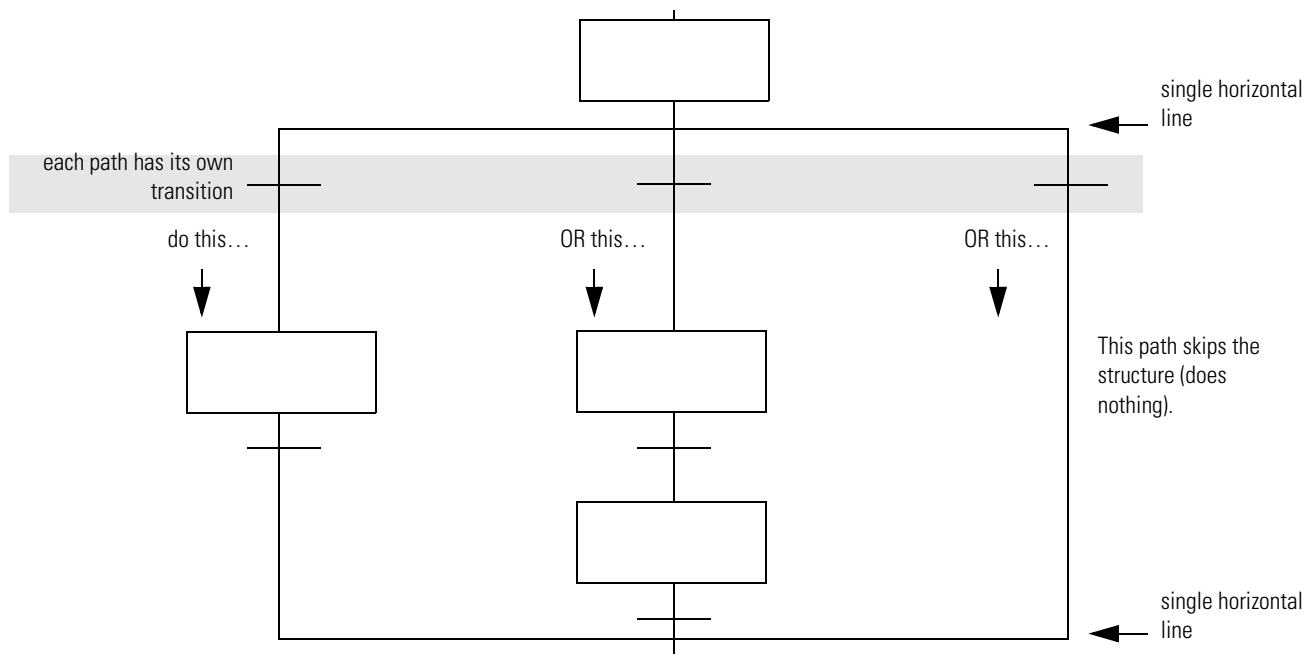 single horizontal
line
each path has its own
transition
do this…
OR this…
OR this…
This path skips the
structure (does
nothing).
single horizontal
line